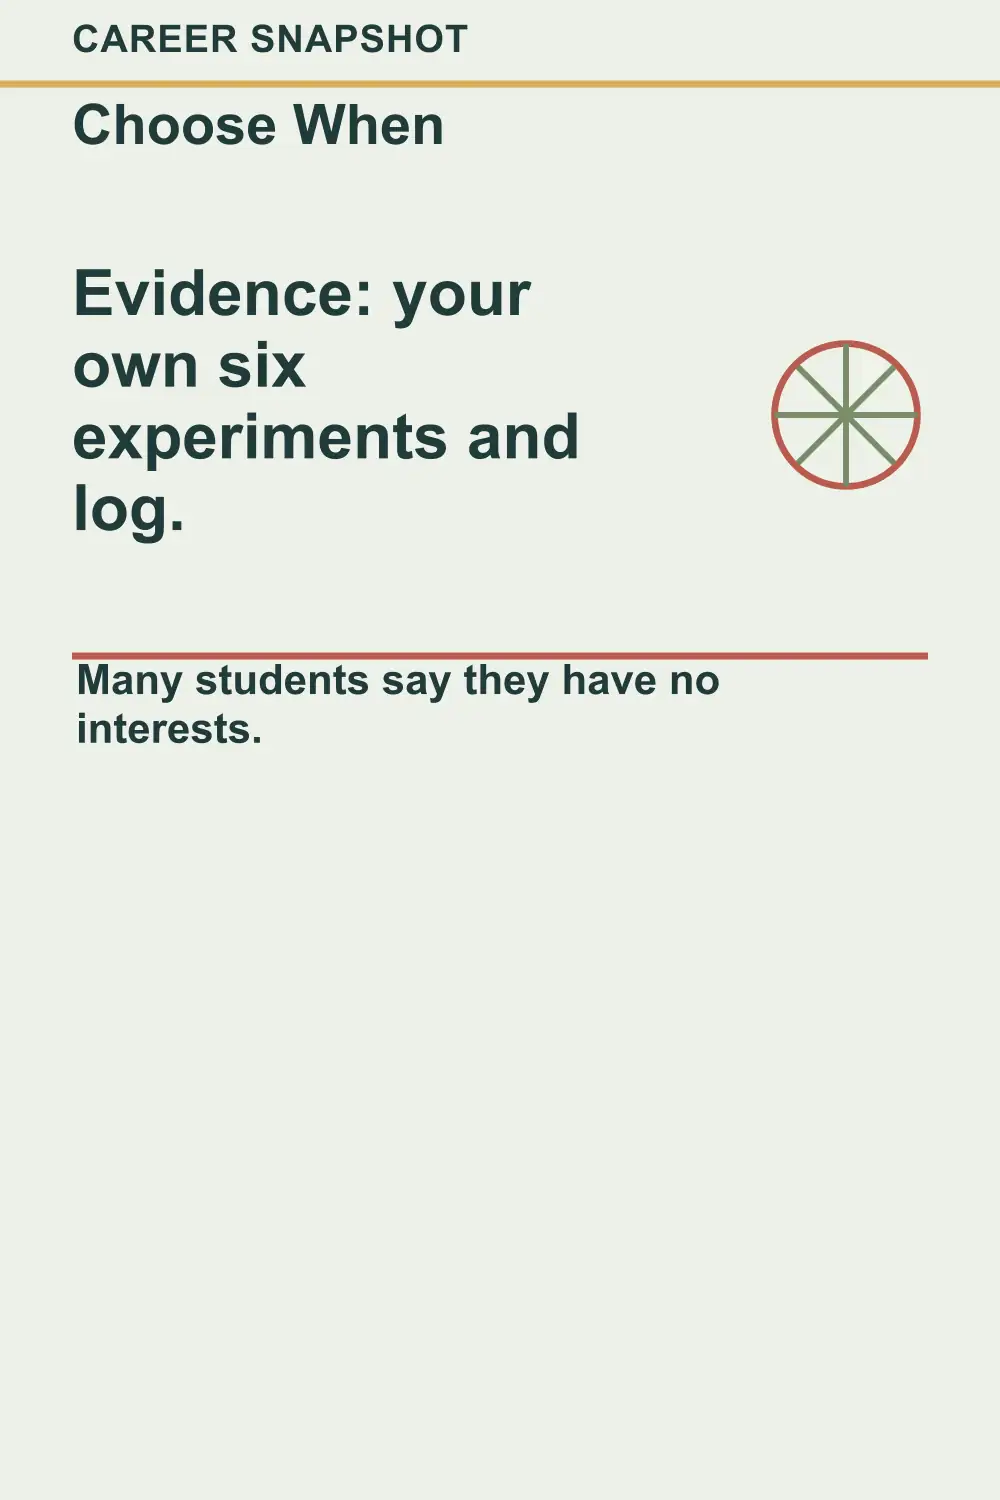 CAREER SNAPSHOT
Choose When
Evidence: your
own six
experiments and
log.
Many students say they have no
interests.